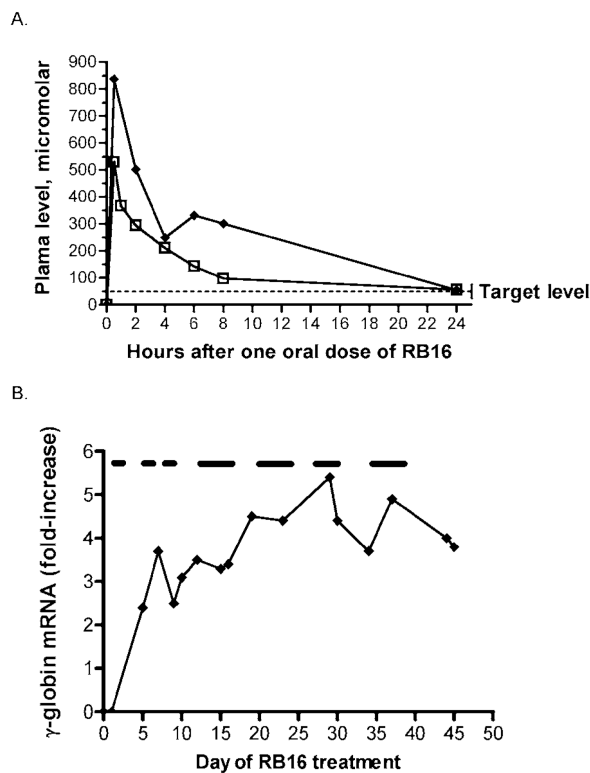 A.
Plama level, micromolar
900
800
700
600
500
400
300
200
100
0
Target level
0 2 4 6 8 10 12 14 16 18 20 22 24
Hours after one oral dose of RB16
B.
γ-globin mRNA (fold-increase)
6
5
4
3
2
1
0
0 5 10 15 20 25 30 35 40 45 50
Day of RB16 treatment